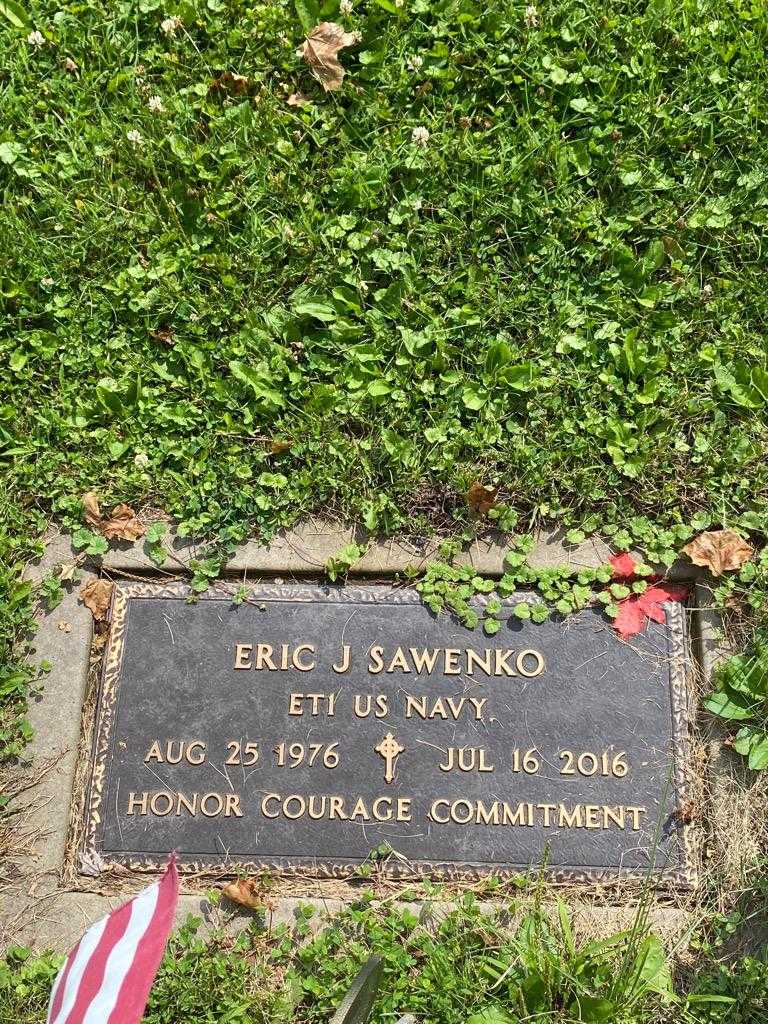 ERIC J SAWENKO
ET1 US NAVY
AUG 25 1976 JUL 16 2016
HONOR COURAGE COMMITMENT